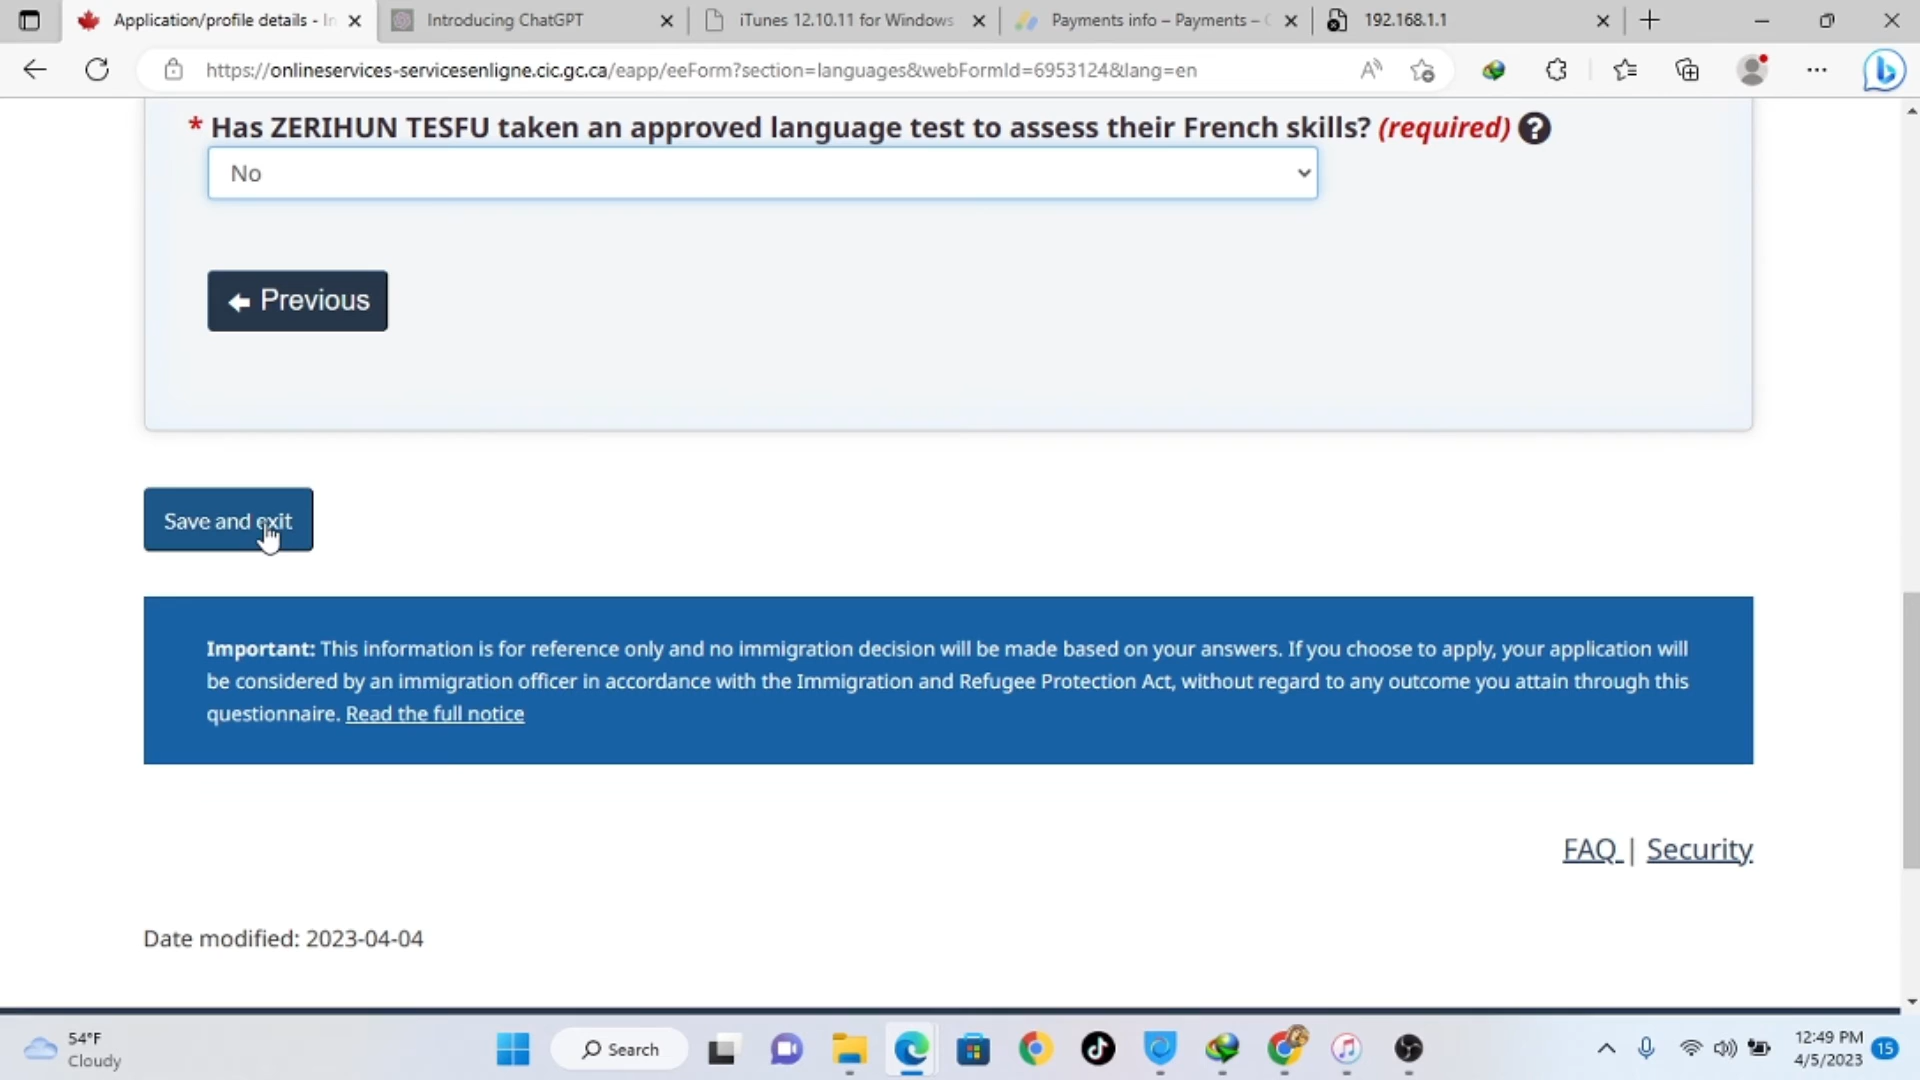 Application/profile details - In
Introducing ChatGPT
iTunes 12.10.11 for Windows
Payments info – Payments –
192.168.1.1
https://onlineservices-servicesenligne.cic.gc.ca/eapp/eeForm?section=languages&webFormId=6953124&lang=en
* Has ZERIHUN TESFU taken an approved language test to assess their French skills? (required) ?
No
Previous
Save and exit
Important: This information is for reference only and no immigration decision will be made based on your answers. If you choose to apply, your application will
be considered by an immigration officer in accordance with the Immigration and Refugee Protection Act, without regard to any outcome you attain through this
questionnaire. Read the full notice
FAQ | Security
Date modified: 2023-04-04
54°F
Cloudy
Search
12:49 PM
4/5/2023
15